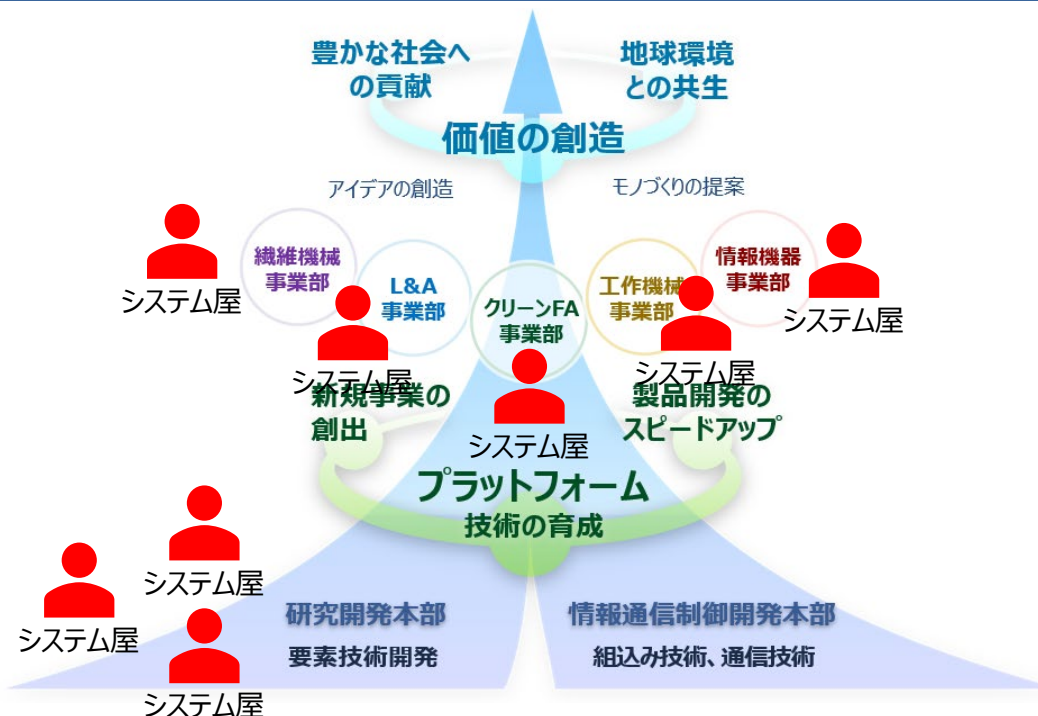 豊かな社会へ
の貢献
地球環境
との共生
価値の創造
アイデアの創造
モノづくりの提案
繊維機械
事業部
システム屋
L&A
事業部
システム屋
クリーンFA
事業部
システム屋
工作機械
事業部
システム屋
情報機器
事業部
システム屋
新規事業の
創出
製品開発の
スピードアップ
プラットフォーム
技術の育成
システム屋
システム屋
システム屋
研究開発本部
要素技術開発
情報通信制御開発本部
組込み技術、通信技術